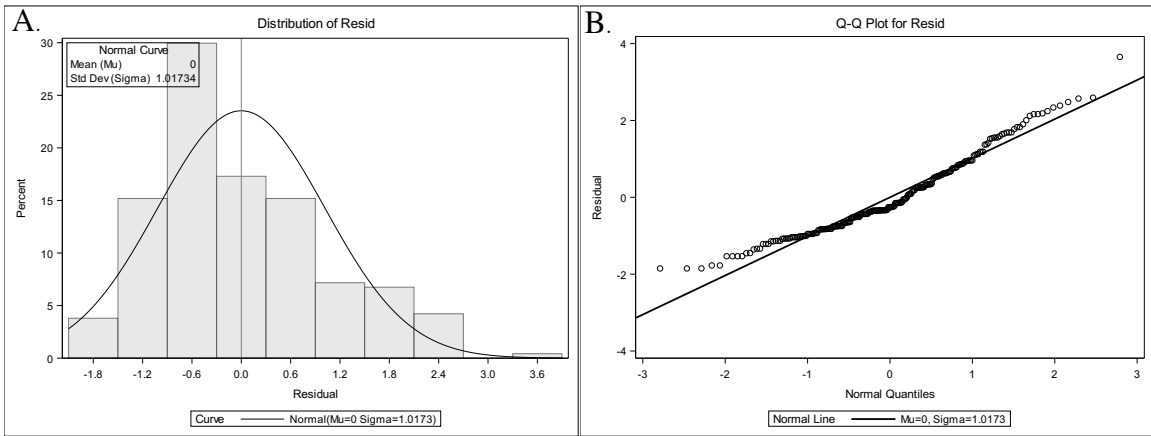 A.
Distribution of Resid
Normal Curve
Mean (Mu) 0
Std Dev (Sigma) 1.01734
30
25
20
15
10
5
0
Percent
-1.8 -1.2 -0.6 0.0 0.6 1.2 1.8 2.4 3.0 3.6
Residual
Curve Normal(Mu=0 Sigma=1.0173)
B.
Q-Q Plot for Resid
4
2
0
-2
-4
Residual
-3 -2 -1 0 1 2 3
Normal Quantiles
Normal Line Mu=0, Sigma=1.0173